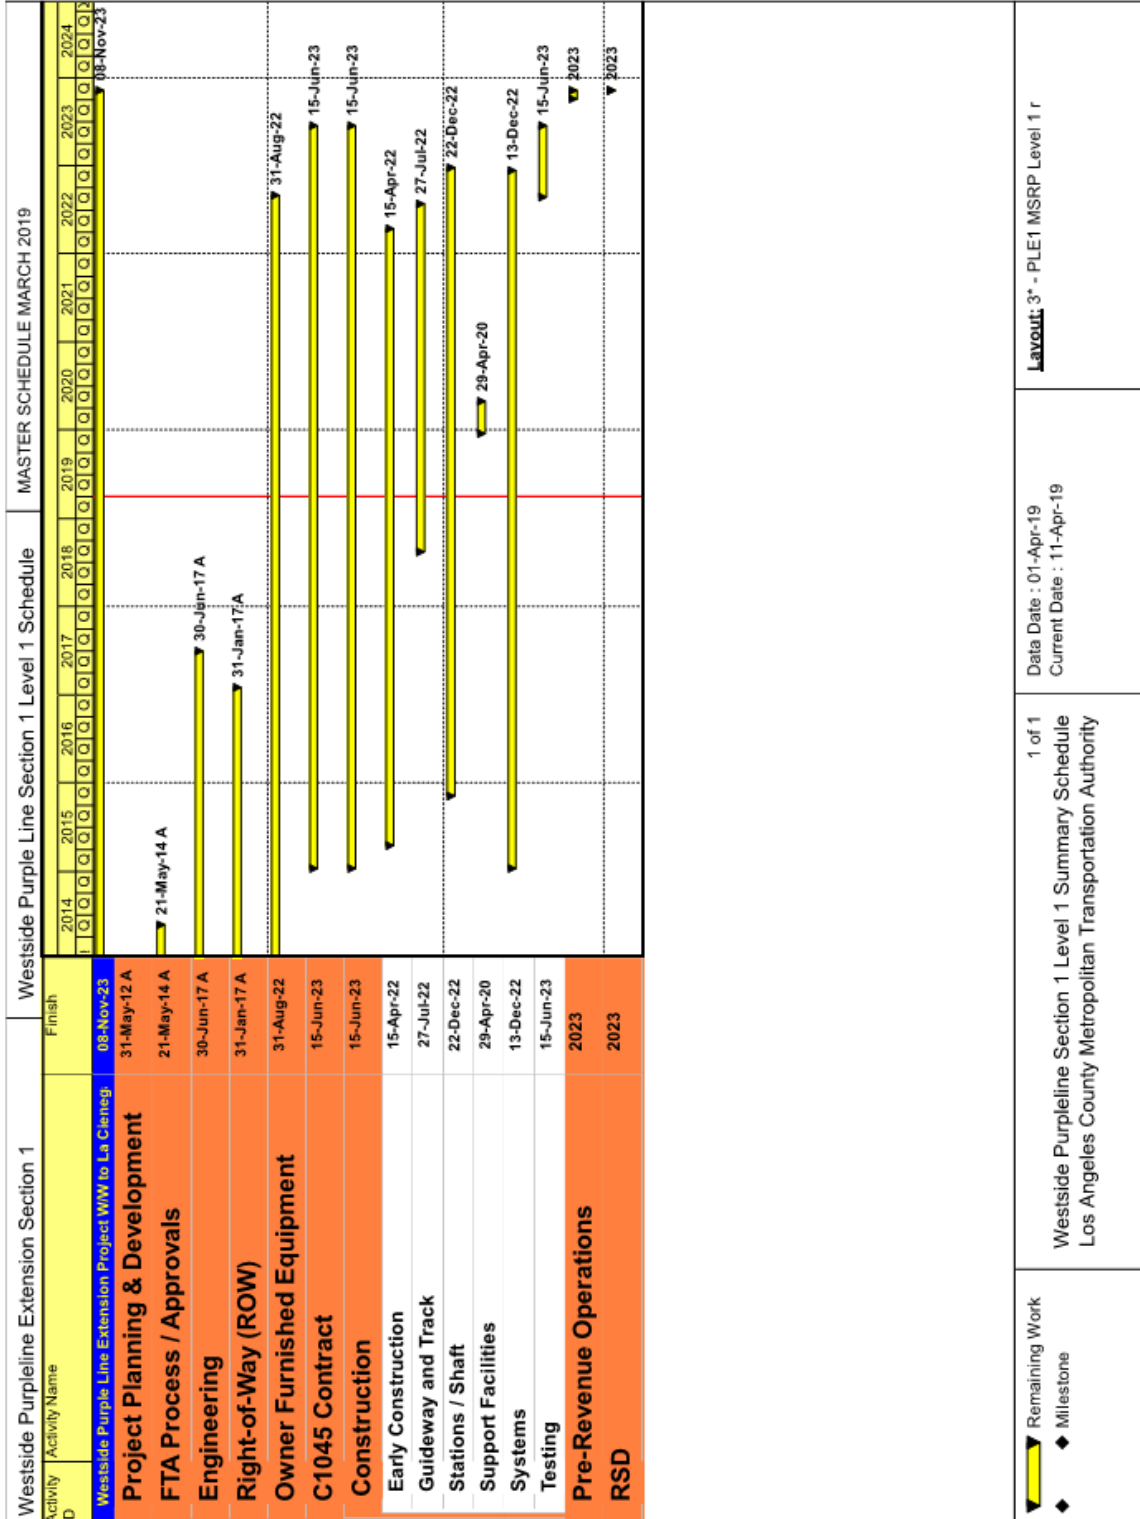 Westside Purpleline Extension Section 1
Westside Purple Line Section 1 Level 1 Schedule
MASTER SCHEDULE MARCH 2019
Activity
D
Activity Name
Finish
2014 2015 2016 2017 2018 2019 2020 2021 2022 2023 2024
Q Q Q Q Q Q Q Q Q Q Q Q Q Q Q Q Q Q Q Q Q Q Q Q Q Q Q Q Q Q Q Q Q Q Q Q Q Q Q Q Q Q
Westside Purple Line Extension Project W/W to La Cieneg 08-Nov-23 08-Nov-23
Project Planning & Development 31-May-12 A
FTA Process / Approvals 21-May-14 A 21-May-14 A
Engineering 30-Jun-17 A 30-Jun-17 A
Right-of-Way (ROW) 31-Jan-17 A 31-Jan-17 A
Owner Furnished Equipment 31-Aug-22 31-Aug-22
C1045 Contract 15-Jun-23 15-Jun-23
Construction 15-Jun-23 15-Jun-23
Early Construction 15-Apr-22 15-Apr-22
Guideway and Track 27-Jul-22 27-Jul-22
Stations / Shaft 22-Dec-22 22-Dec-22
Support Facilities 29-Apr-20 29-Apr-20
Systems 13-Dec-22 13-Dec-22
Testing 15-Jun-23 15-Jun-23
Pre-Revenue Operations 2023 2023
RSD 2023 2023
Remaining Work
Milestone
1 of 1
Westside Purpleline Section 1 Level 1 Summary Schedule
Los Angeles County Metropolitan Transportation Authority
Data Date : 01-Apr-19
Current Date : 11-Apr-19
Layout: 3* - PLE1 MSRP Level 1 r